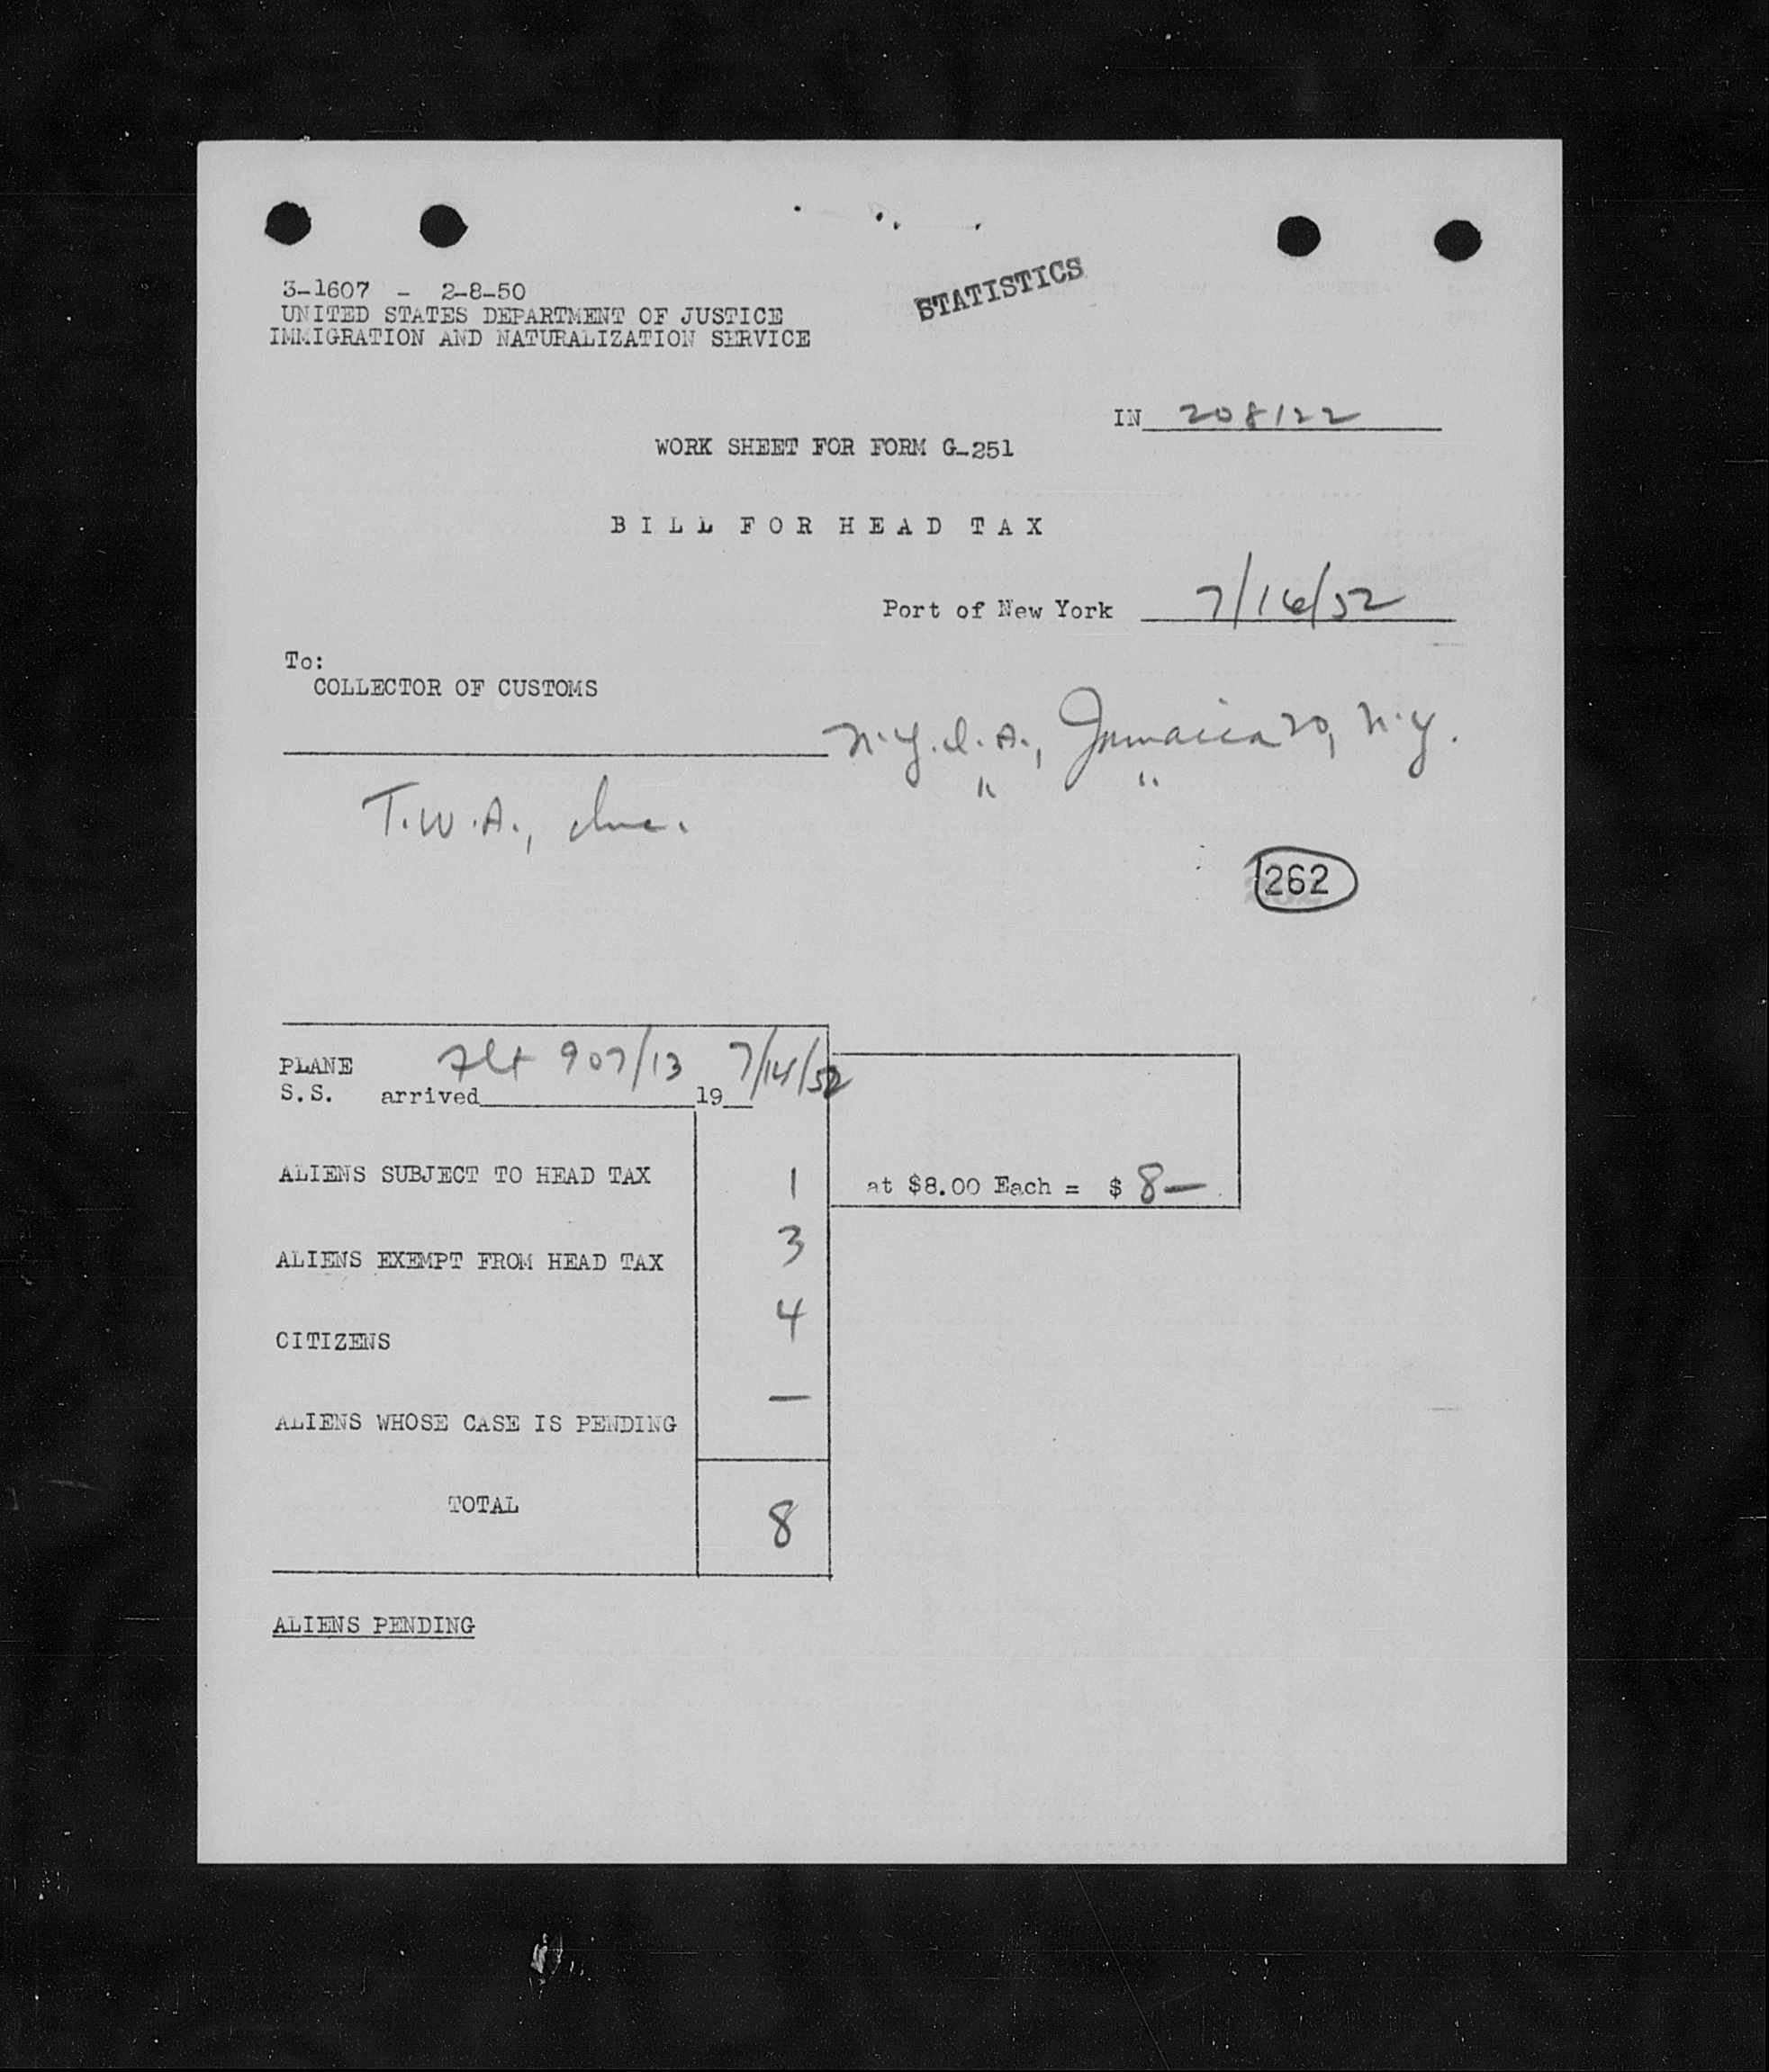 3-1607 - 2-8-50
UNITED STATES DEPARTMENT OF JUSTICE
IMMIGRATION AND NATURALIZATION SERVICE
STATISTICS
IN 208122
WORK SHEET FOR FORM G-251
BILL FOR HEAD TAX
Port of New York 7/16/52
To:
COLLECTOR OF CUSTOMS
N.Y.I.A., Jamaica 20, N.Y.
" "
T.W.A., Inc.
262
PLANE Flt 907/13 7/14/52
S.S. arrived 19
ALIENS SUBJECT TO HEAD TAX 1 at $8.00 Each = $ 8—
ALIENS EXEMPT FROM HEAD TAX 3
CITIZENS 4
ALIENS WHOSE CASE IS PENDING —
TOTAL 8
ALIENS PENDING